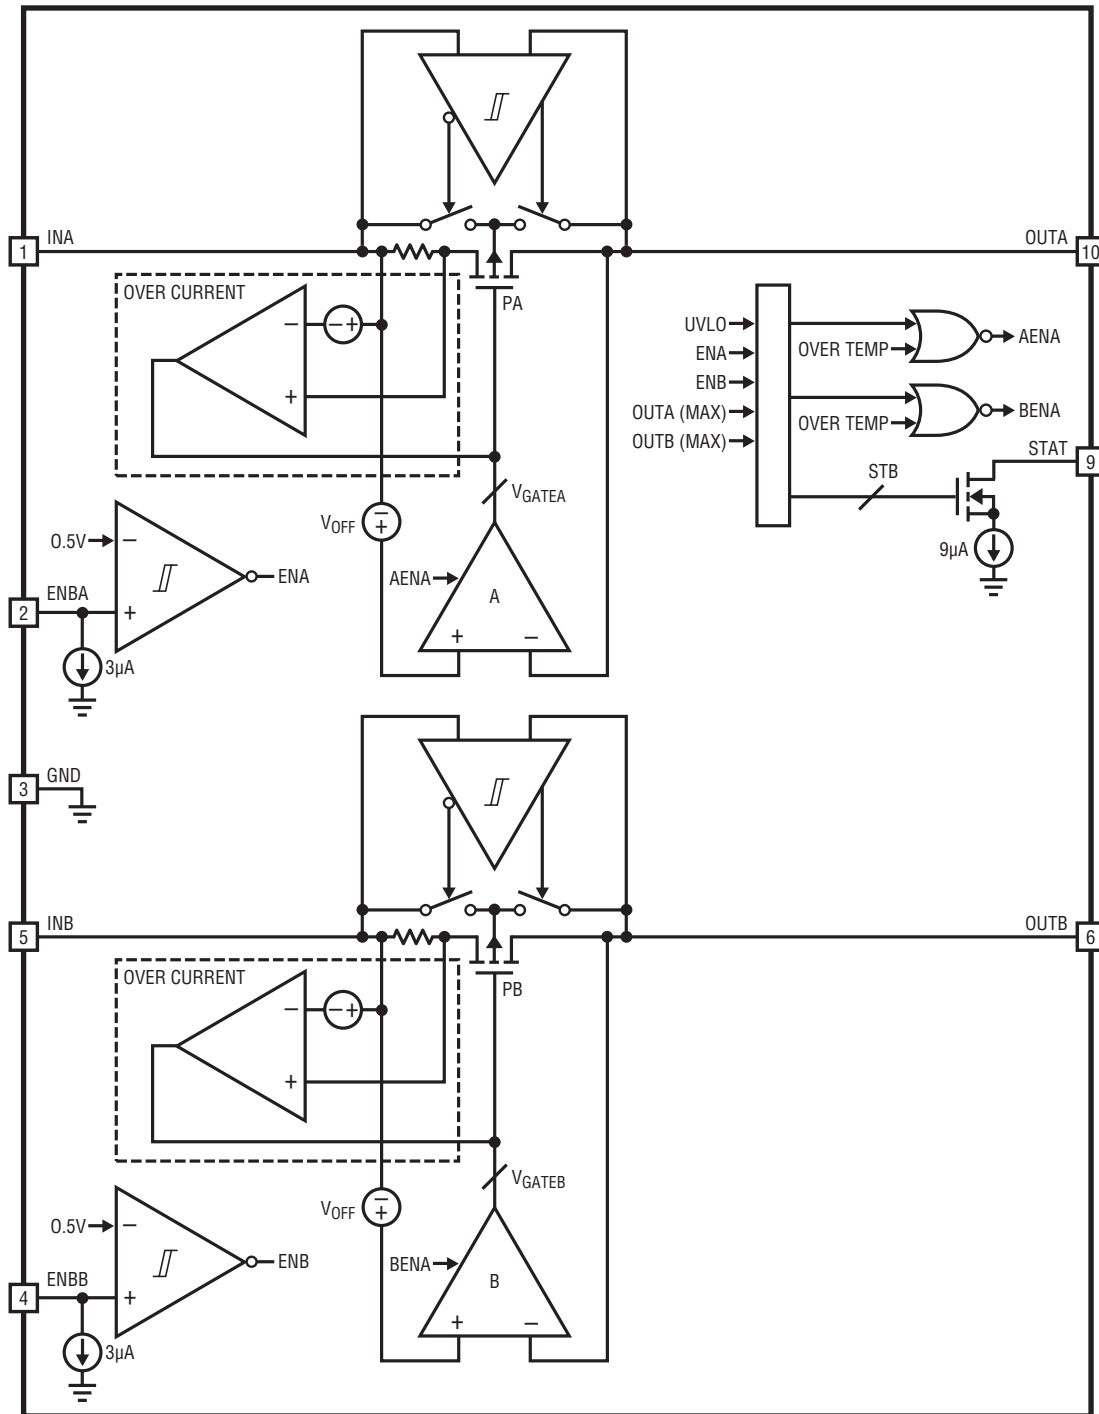 1
INA
OUTA
10
OVER CURRENT
−
− +
+
PA
UVLO
ENA
ENB
OUTA (MAX)
OUTB (MAX)
OVER TEMP
AENA
OVER TEMP
BENA
STAT
9
STB
9µA
VGATEA
VOFF
−
+
0.5V
−
ENA
AENA
A
ENBA
2
+
3µA
+
−
3
GND
5
INB
OUTB
6
OVER CURRENT
−
− +
+
PB
VGATEB
VOFF
−
+
0.5V
−
ENB
BENA
B
ENBB
4
+
3µA
+
−